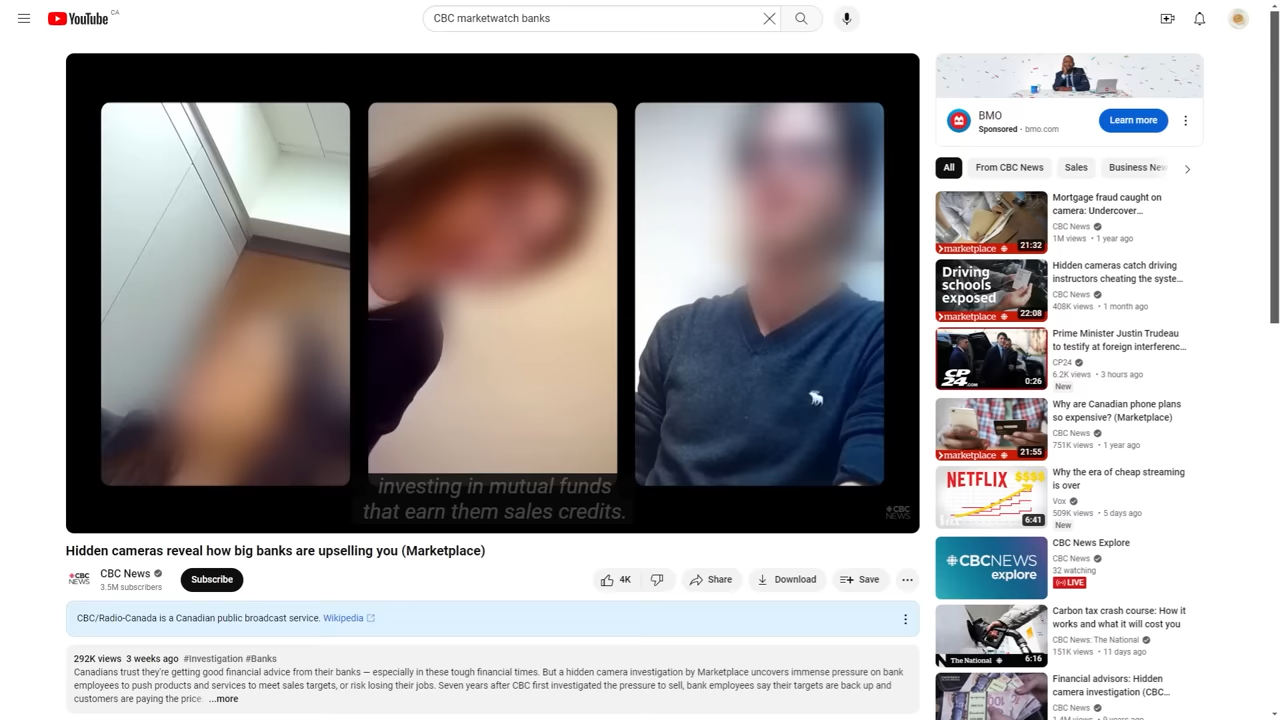 YouTube CA
CBC marketwatch banks
Investing in mutual funds
that earn them sales credits.
CBC
NEWS
Hidden cameras reveal how big banks are upselling you (Marketplace)
CBC
NEWS
CBC News
3.5M subscribers
Subscribe
4K
Share
Download
Save
CBC/Radio-Canada is a Canadian public broadcast service. Wikipedia
292K views 3 weeks ago #Investigation #Banks
Canadians trust they're getting good financial advice from their banks — especially in these tough financial times. But a hidden camera investigation by Marketplace uncovers immense pressure on bank
employees to push products and services to meet sales targets, or risk losing their jobs. Seven years after CBC first investigated the pressure to sell, bank employees say their targets are back up and
customers are paying the price. ...more
BMO
Sponsored · bmo.com
Learn more
All
From CBC News
Sales
Business New
marketplace
21:32
Mortgage fraud caught on
camera: Undercover...
CBC News
1M views • 1 year ago
Driving
schools
exposed
marketplace
22:08
Hidden cameras catch driving
instructors cheating the syste...
CBC News
408K views • 1 month ago
CP
24.COM
0:26
Prime Minister Justin Trudeau
to testify at foreign interferenc...
CP24
6.2K views • 3 hours ago
New
marketplace
21:55
Why are Canadian phone plans
so expensive? (Marketplace)
CBC News
751K views • 1 year ago
NETFLIX $$$$
6:41
Why the era of cheap streaming
is over
Vox
509K views • 5 days ago
New
CBCNEWS
explore
CBC News Explore
CBC News
32 watching
LIVE
The National
6:16
Carbon tax crash course: How it
works and what it will cost you
CBC News: The National
151K views • 11 days ago
Financial advisors: Hidden
camera investigation (CBC...
CBC News
1.4M views • 9 years ago